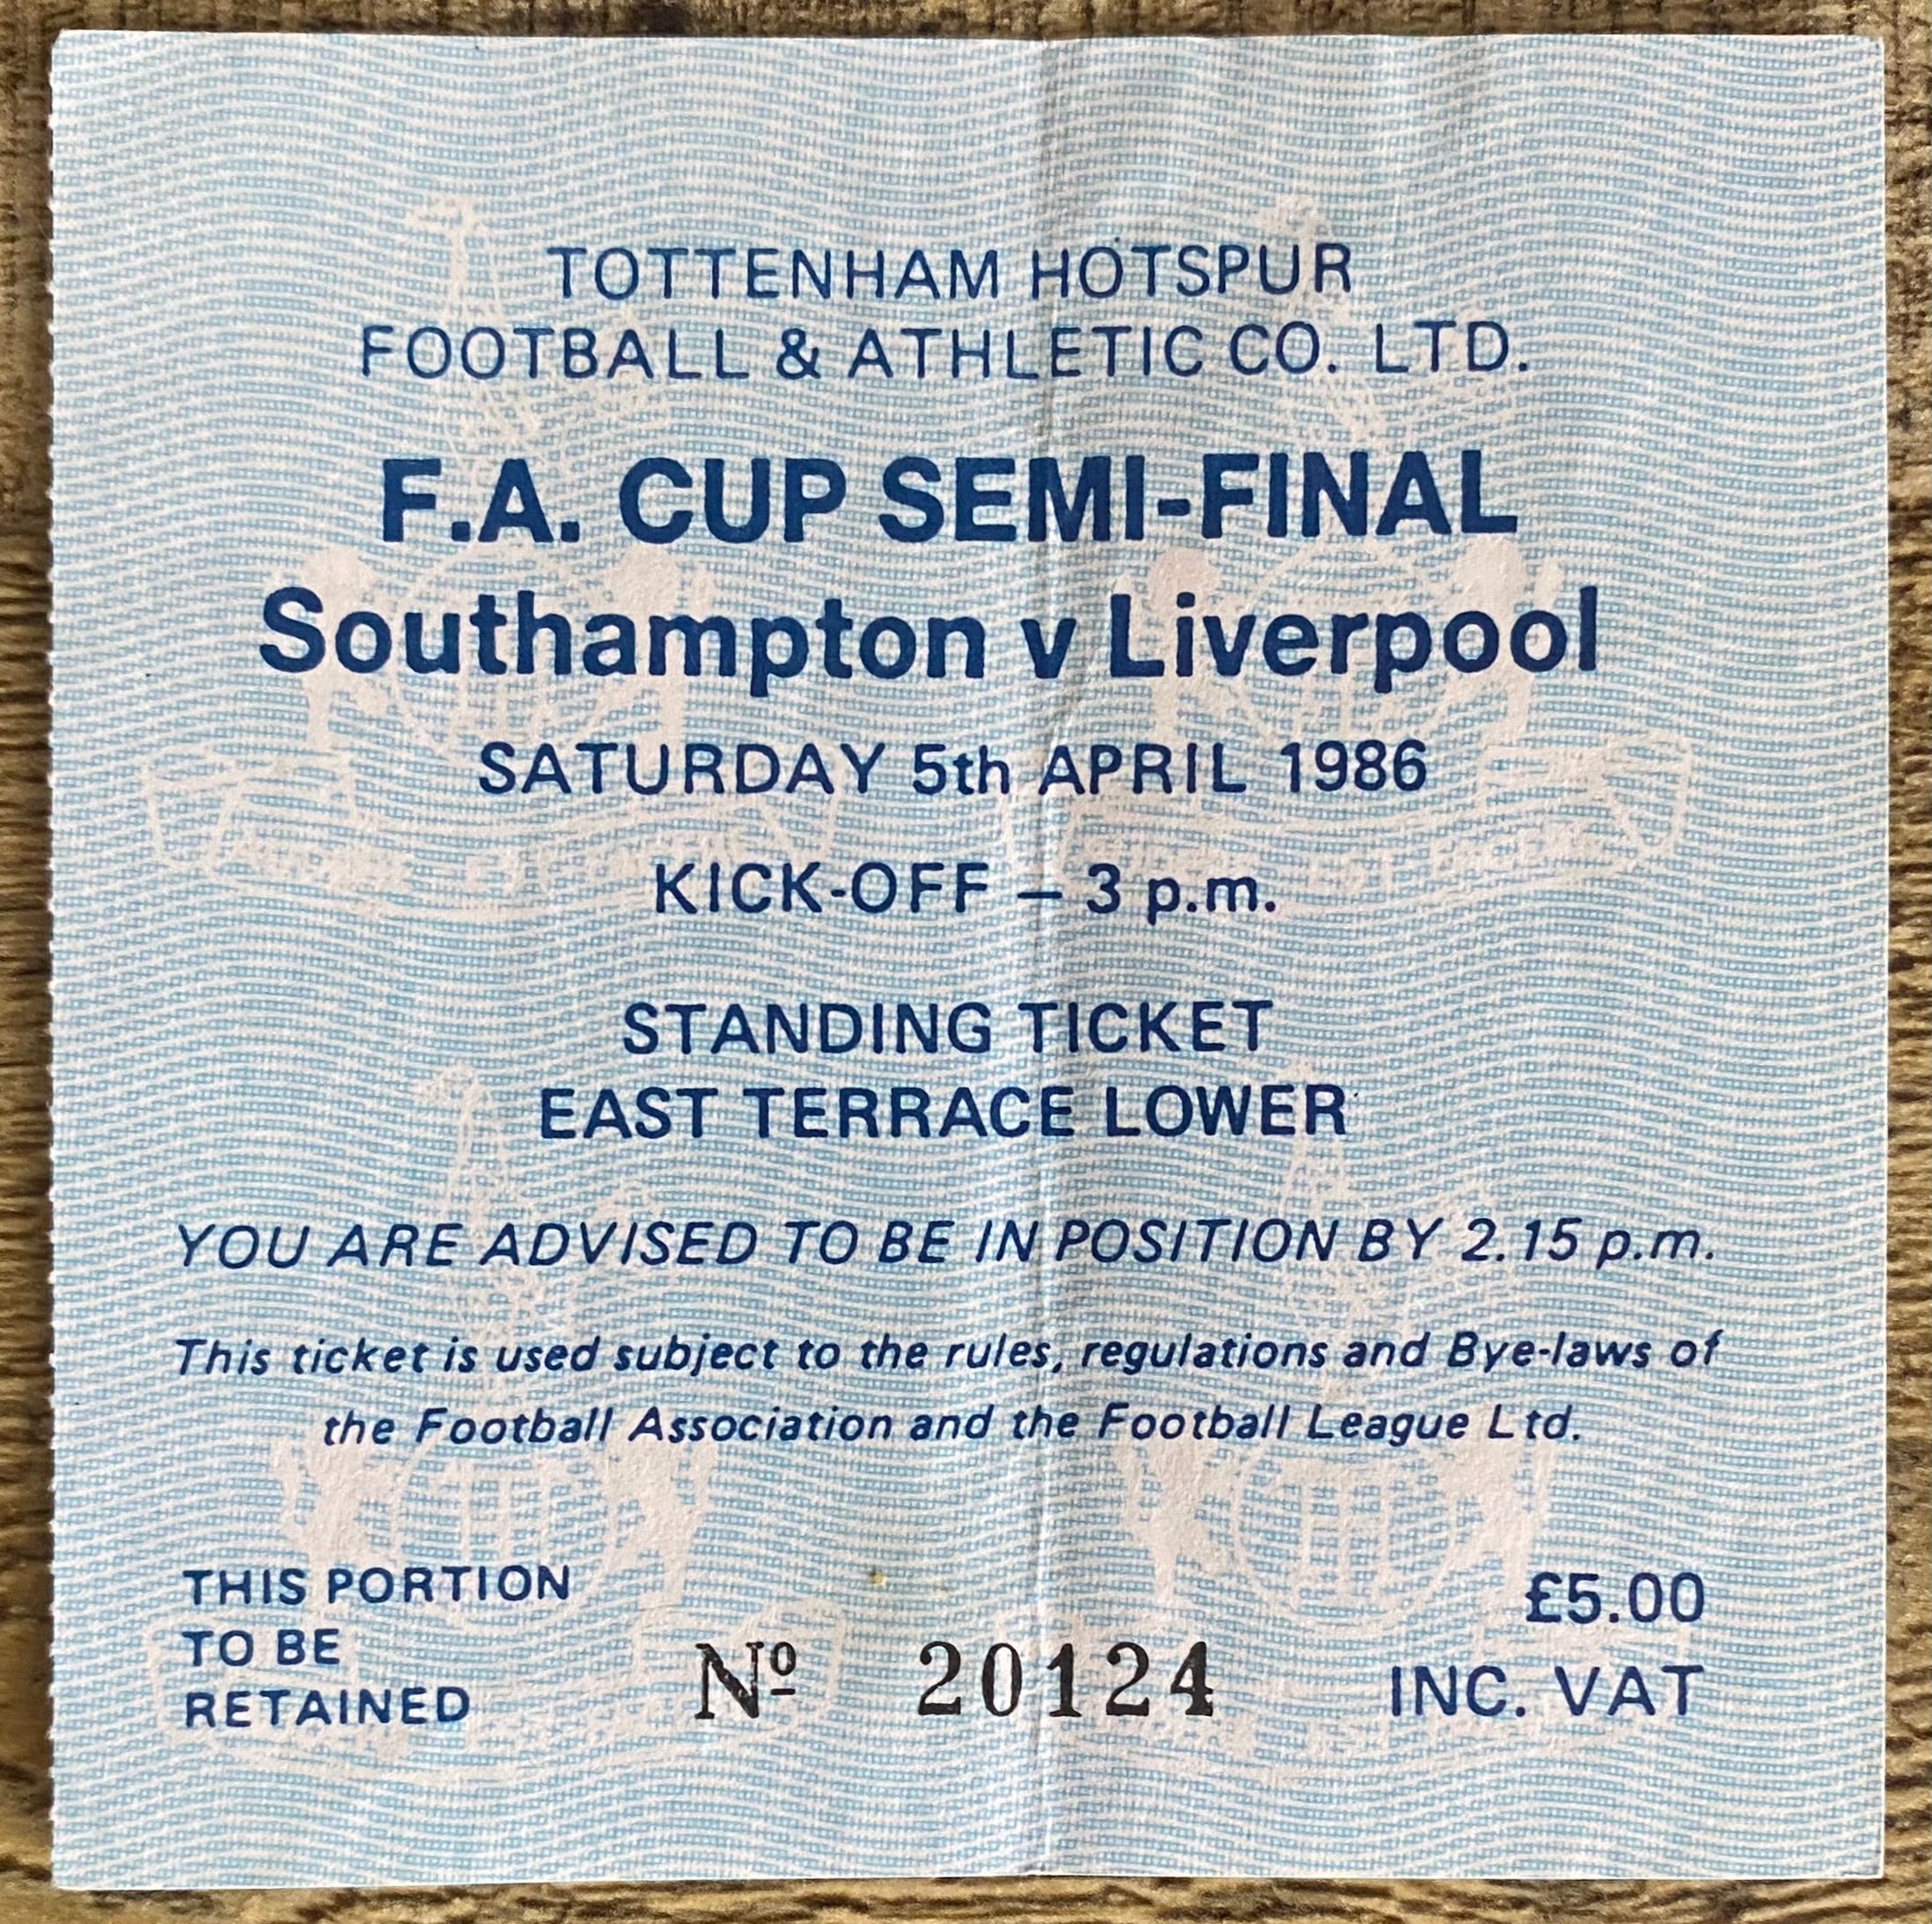 TOTTENHAM HOTSPUR
FOOTBALL & ATHLETIC CO. LTD.
F.A. CUP SEMI-FINAL
Southampton v Liverpool
SATURDAY 5th APRIL 1986
KICK-OFF – 3 p.m.
STANDING TICKET
EAST TERRACE LOWER
YOU ARE ADVISED TO BE IN POSITION BY 2.15 p.m.
This ticket is used subject to the rules, regulations and Bye-laws of
the Football Association and the Football League Ltd.
THIS PORTION
TO BE
RETAINED
Nº 20124
£5.00
INC. VAT